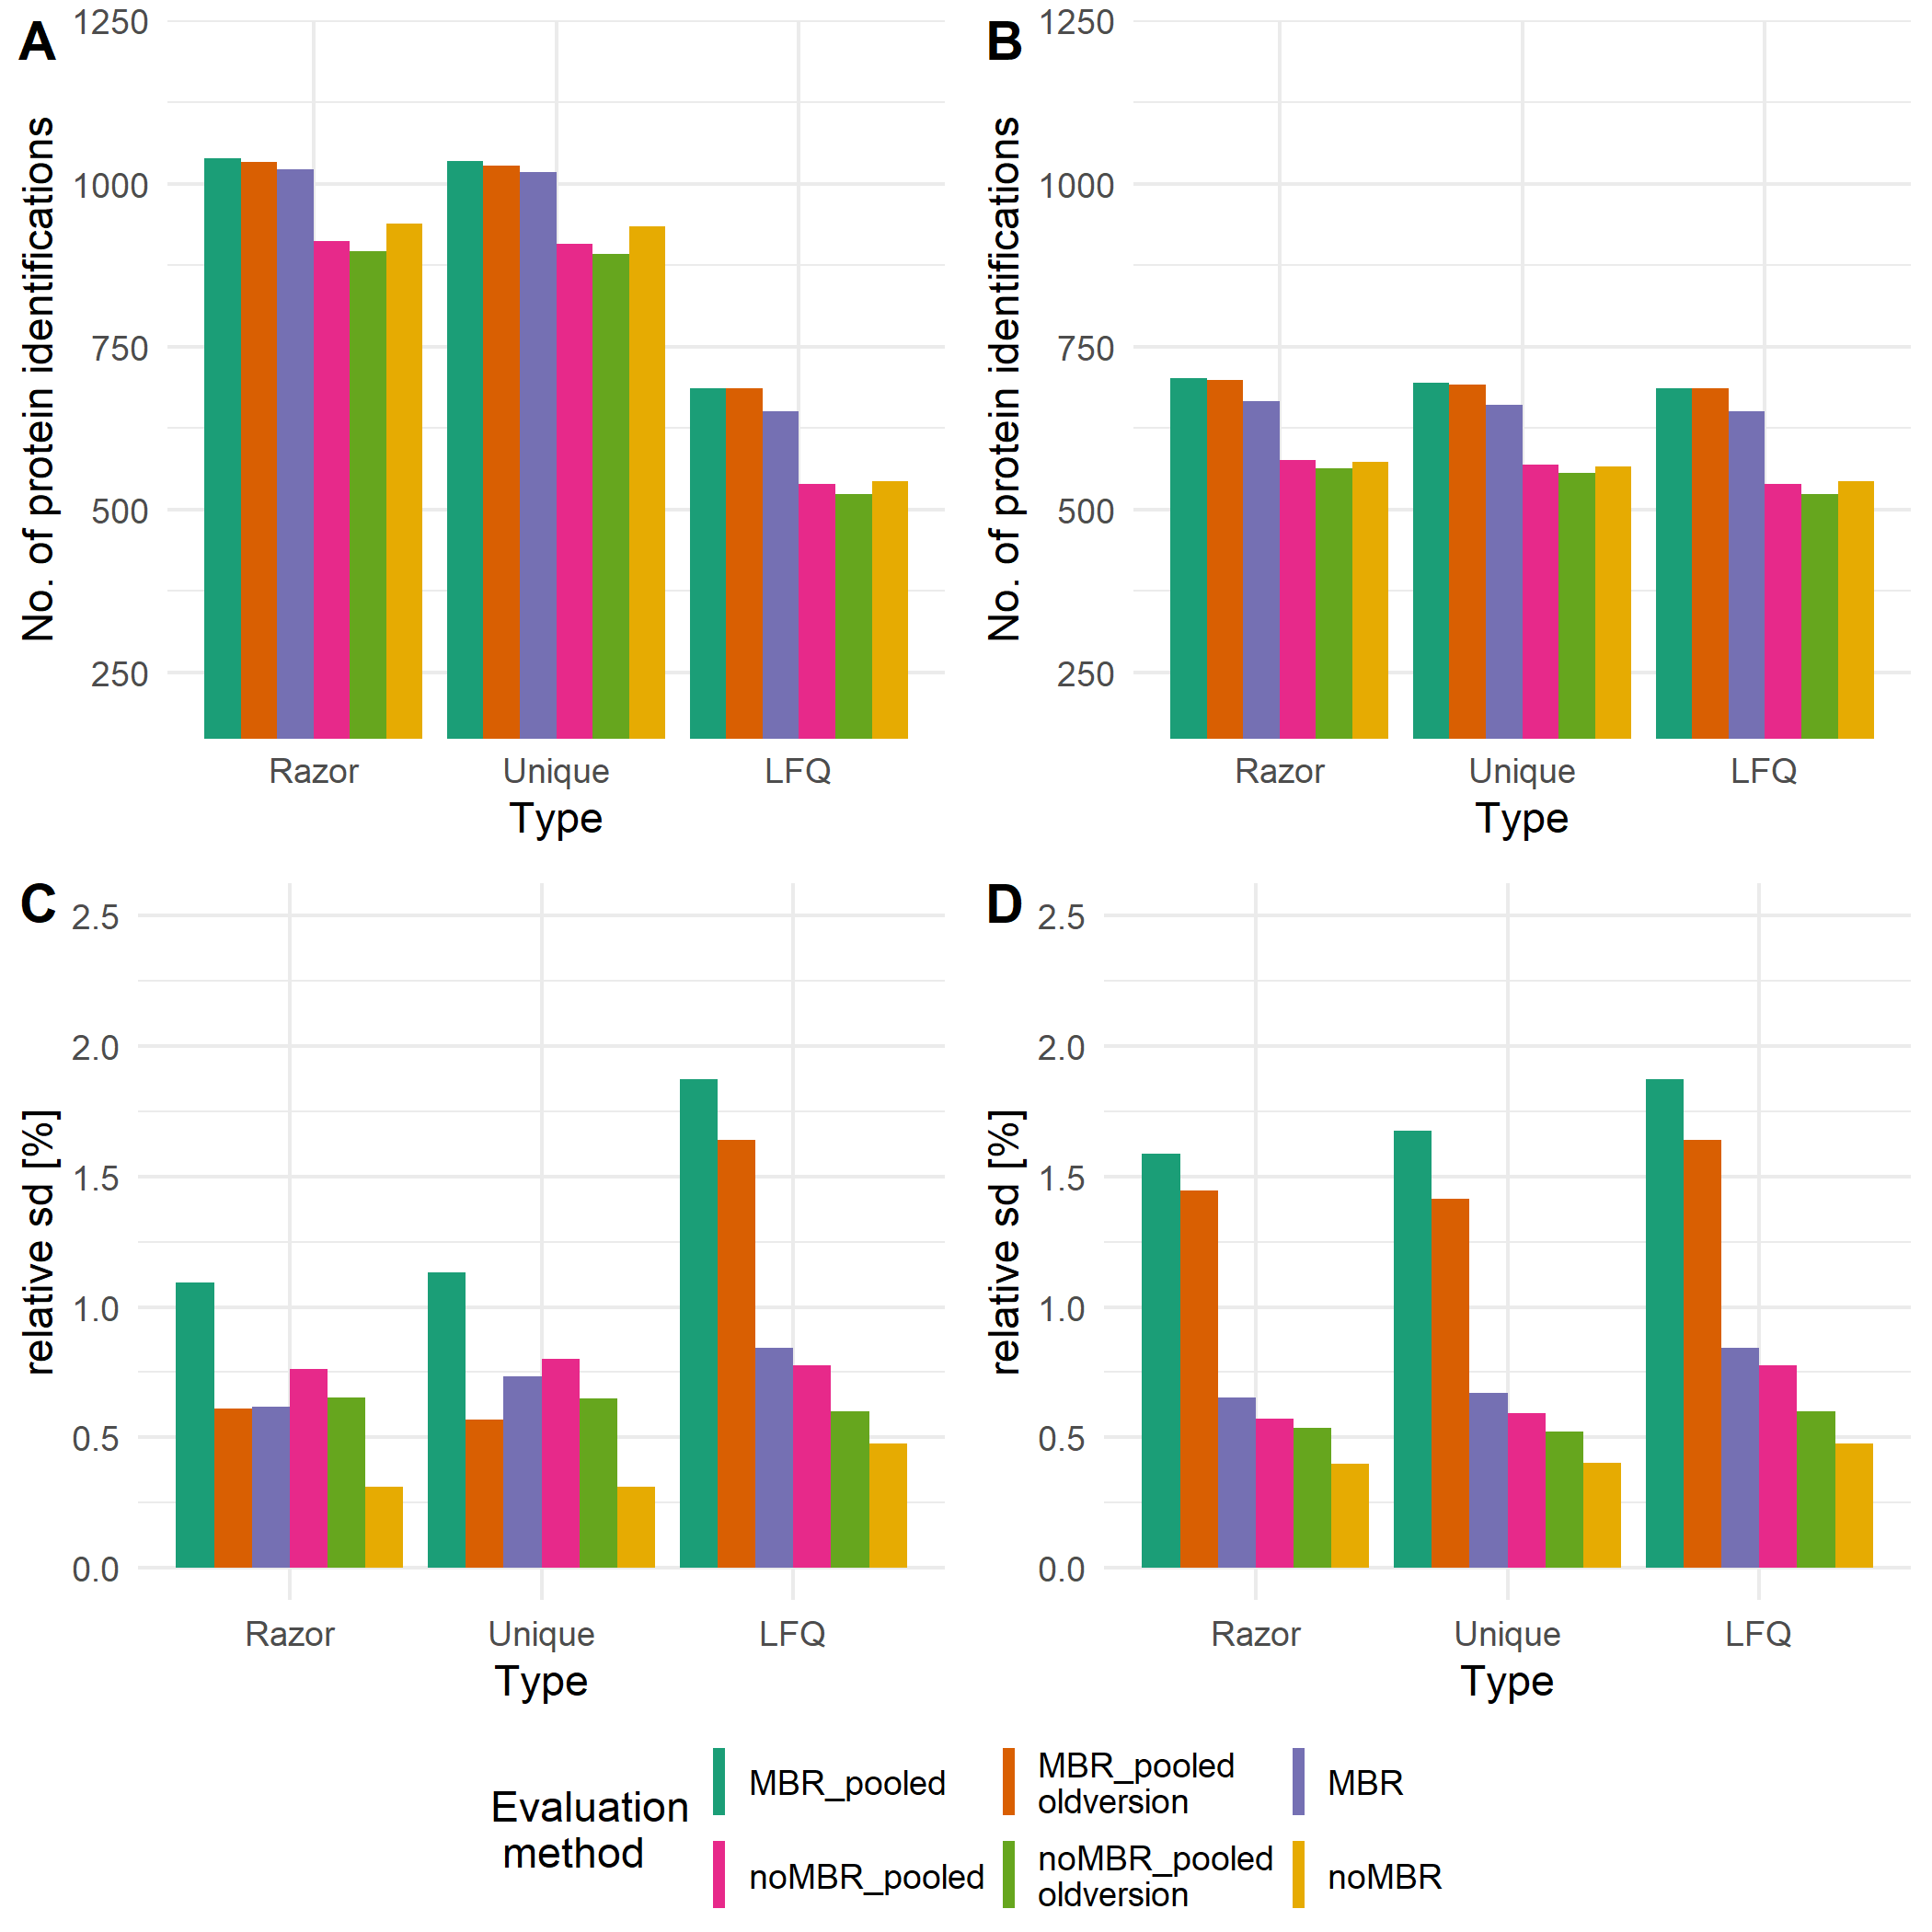 A
1250
1000
750
500
250
No. of protein identifications
Razor Unique LFQ
Type
B
1250
1000
750
500
250
No. of protein identifications
Razor Unique LFQ
Type
C
2.5
2.0
1.5
1.0
0.5
0.0
relative sd [%]
Razor Unique LFQ
Type
D
2.5
2.0
1.5
1.0
0.5
0.0
relative sd [%]
Razor Unique LFQ
Type
Evaluation
method
MBR_pooled
MBR_pooled
oldversion
MBR
noMBR_pooled
noMBR_pooled
oldversion
noMBR